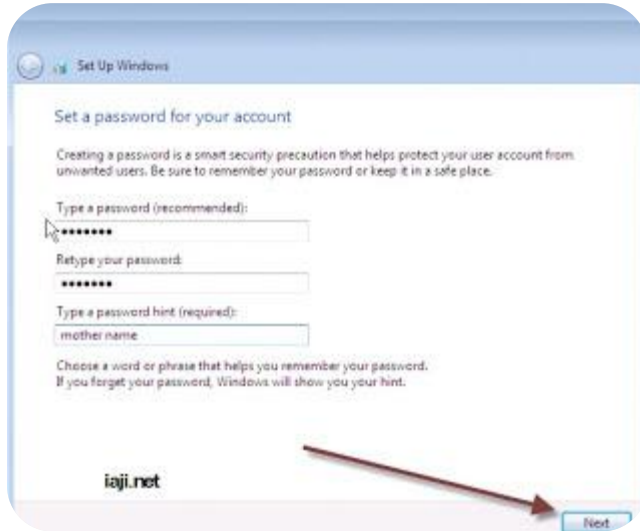 Set Up Windows
Set a password for your account
Creating a password is a smart security precaution that helps protect your user account from
unwanted users. Be sure to remember your password or keep it in a safe place.
Type a password (recommended):
•••••••
Retype your password:
•••••••
Type a password hint (required):
mother name
Choose a word or phrase that helps you remember your password.
If you forget your password, Windows will show you your hint.
iaji.net
Next